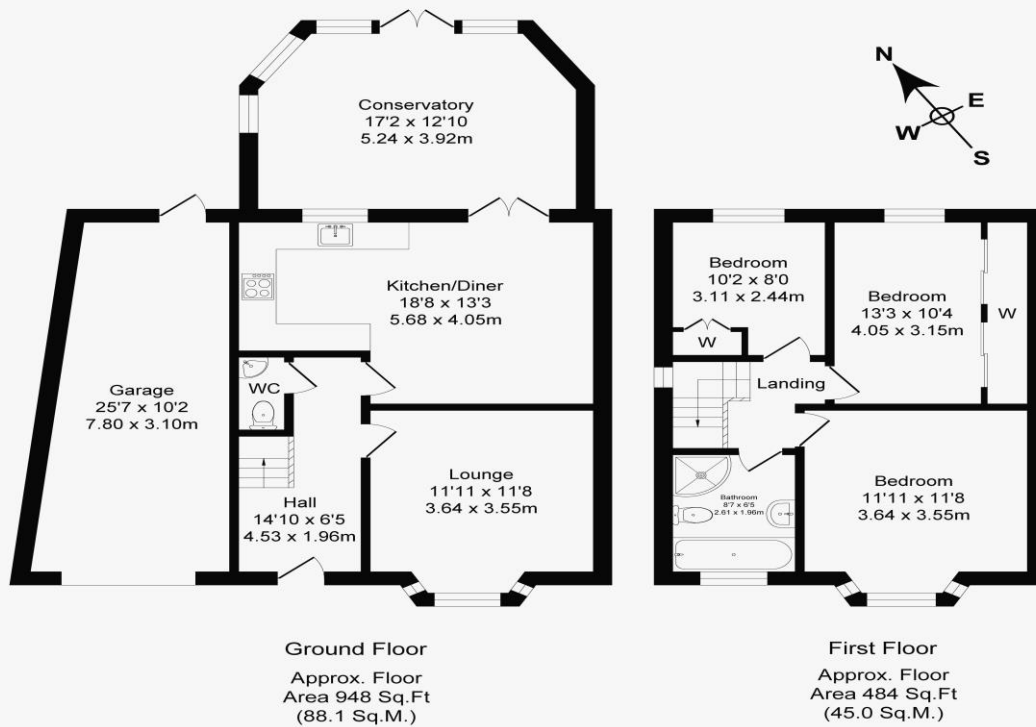 N
E
W
S
Conservatory
17'2 x 12'10
5.24 x 3.92m
Kitchen/Diner
18'8 x 13'3
5.68 x 4.05m
WC
Garage
25'7 x 10'2
7.80 x 3.10m
Lounge
11'11 x 11'8
3.64 x 3.55m
Hall
14'10 x 6'5
4.53 x 1.96m
Ground Floor
Approx. Floor
Area 948 Sq.Ft
(88.1 Sq.M.)
Bedroom
10'2 x 8'0
3.11 x 2.44m
W
Bedroom
13'3 x 10'4
4.05 x 3.15m
W
Landing
Bathroom
8'7 x 6'5
2.61 x 1.96m
Bedroom
11'11 x 11'8
3.64 x 3.55m
First Floor
Approx. Floor
Area 484 Sq.Ft
(45.0 Sq.M.)